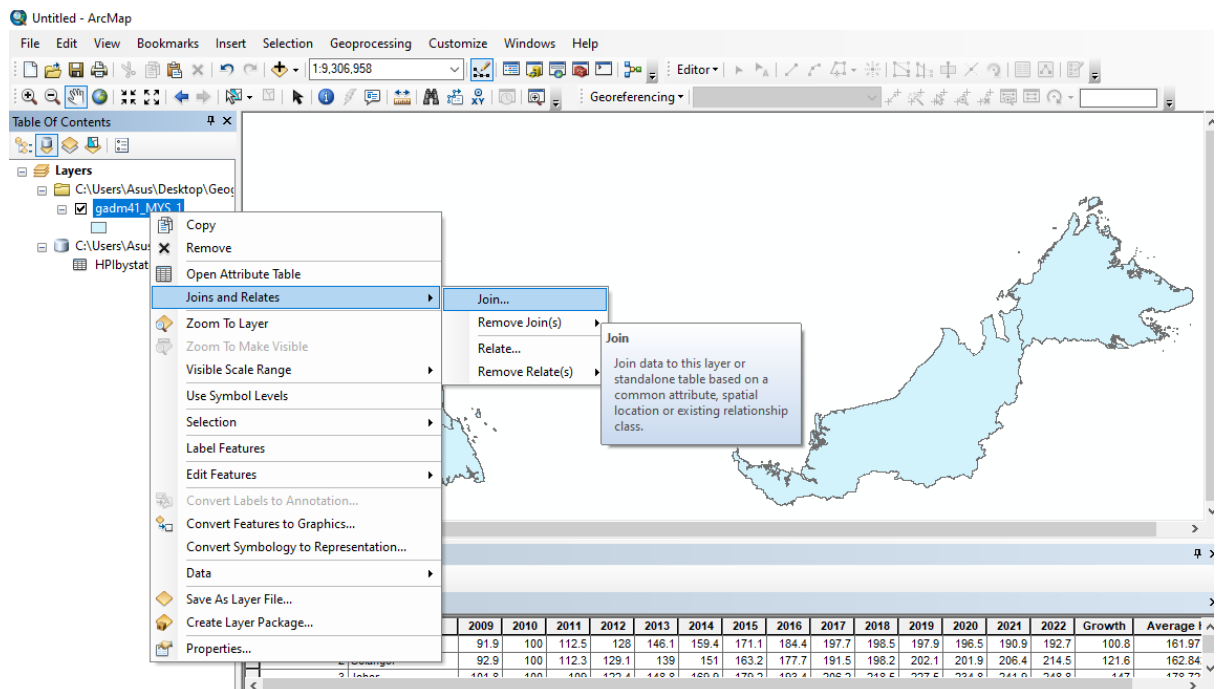 Untitled - ArcMap
File Edit View Bookmarks Insert Selection Geoprocessing Customize Windows Help
1:9,306,958 Editor
Georeferencing
Table Of Contents
Layers
C:\Users\Asus\Desktop\Geog
gadm41_MYS_1
C:\Users\Asus
HPIbystat
Copy
Remove
Open Attribute Table
Joins and Relates
Zoom To Layer
Zoom To Make Visible
Visible Scale Range
Use Symbol Levels
Selection
Label Features
Edit Features
Convert Labels to Annotation...
Convert Features to Graphics...
Convert Symbology to Representation...
Data
Save As Layer File...
Create Layer Package...
Properties...
Join...
Remove Join(s)
Relate...
Remove Relate(s)
Join
Join data to this layer or
standalone table based on a
common attribute, spatial
location or existing relationship
class.
2009 2010 2011 2012 2013 2014 2015 2016 2017 2018 2019 2020 2021 2022 Growth Average
91.9 100 112.5 128 146.1 159.4 171.1 184.4 197.7 198.5 197.9 196.5 190.9 192.7 100.8 161.97
92.9 100 112.3 129.1 139 151 163.2 177.7 191.5 198.2 202.1 201.9 206.4 214.5 121.6 162.84